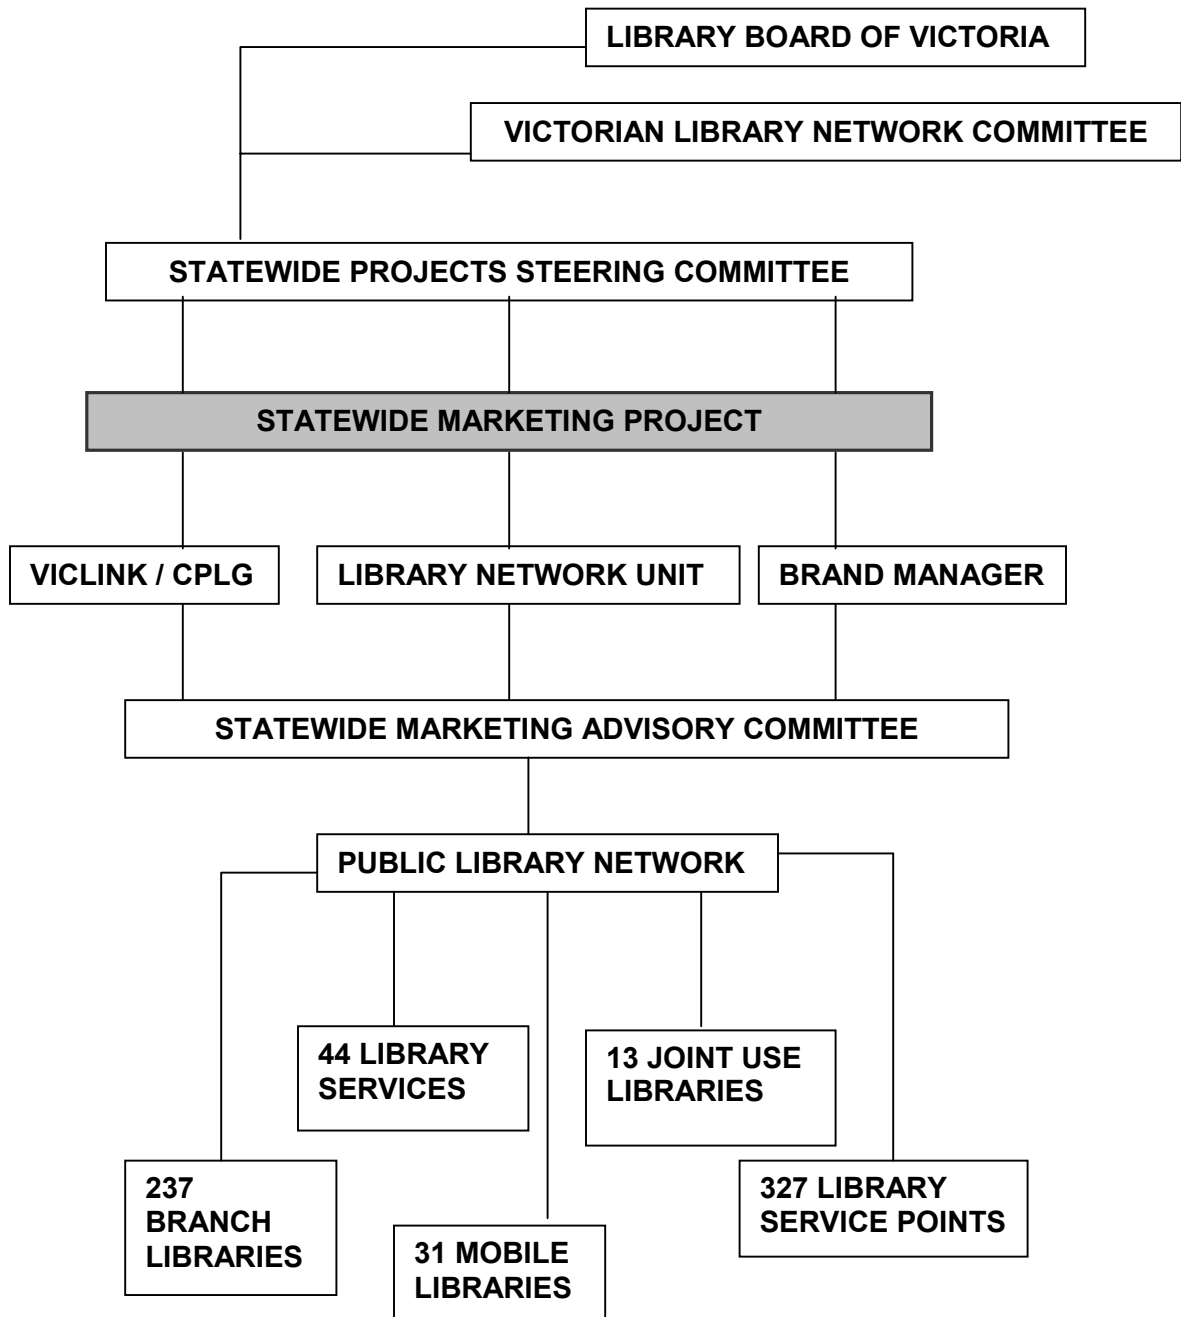 LIBRARY BOARD OF VICTORIA
VICTORIAN LIBRARY NETWORK COMMITTEE
STATEWIDE PROJECTS STEERING COMMITTEE
STATEWIDE MARKETING PROJECT
VICLINK / CPLG
LIBRARY NETWORK UNIT
BRAND MANAGER
STATEWIDE MARKETING ADVISORY COMMITTEE
PUBLIC LIBRARY NETWORK
44 LIBRARY
SERVICES
13 JOINT USE
LIBRARIES
237
BRANCH
LIBRARIES
31 MOBILE
LIBRARIES
327 LIBRARY
SERVICE POINTS